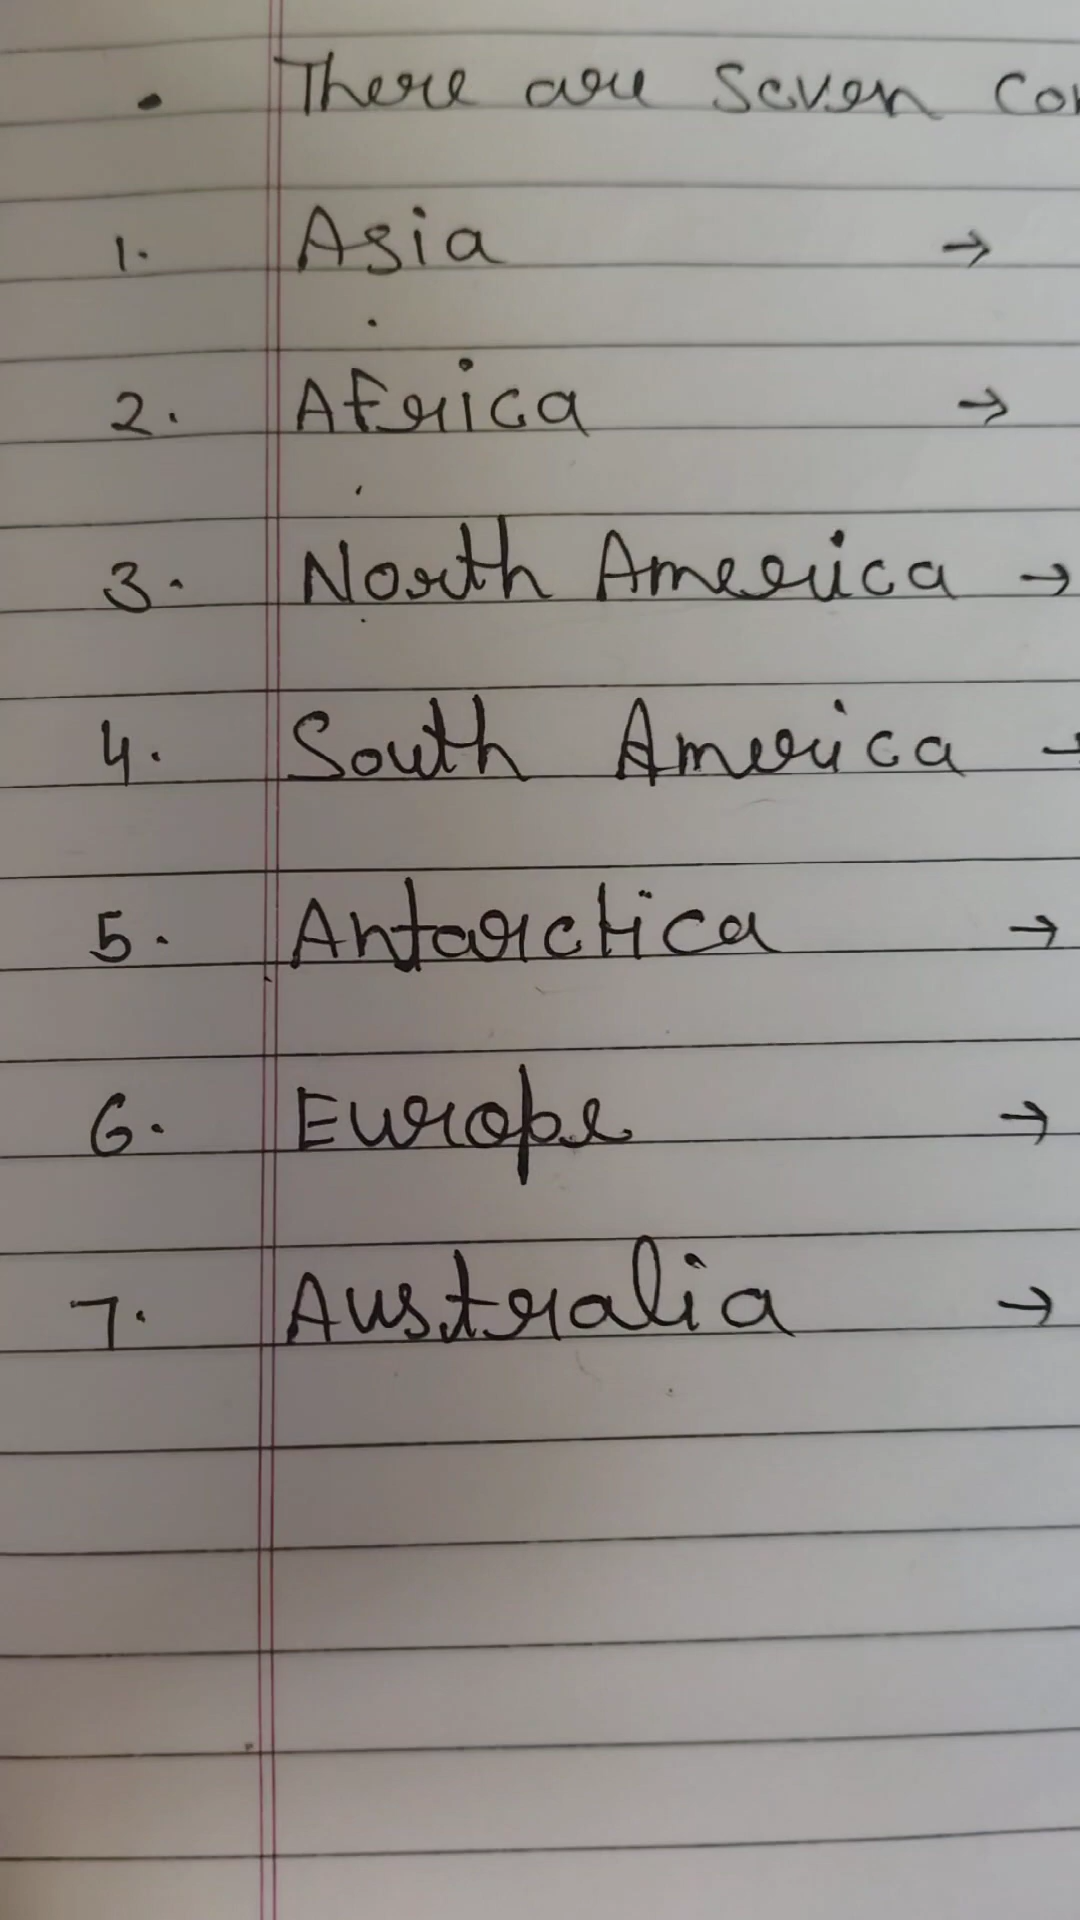 • There are seven con
1. Asia →
2. Africa →
3. North America →
4. South America →
5. Antarctica →
6. Europe →
7. Australia →